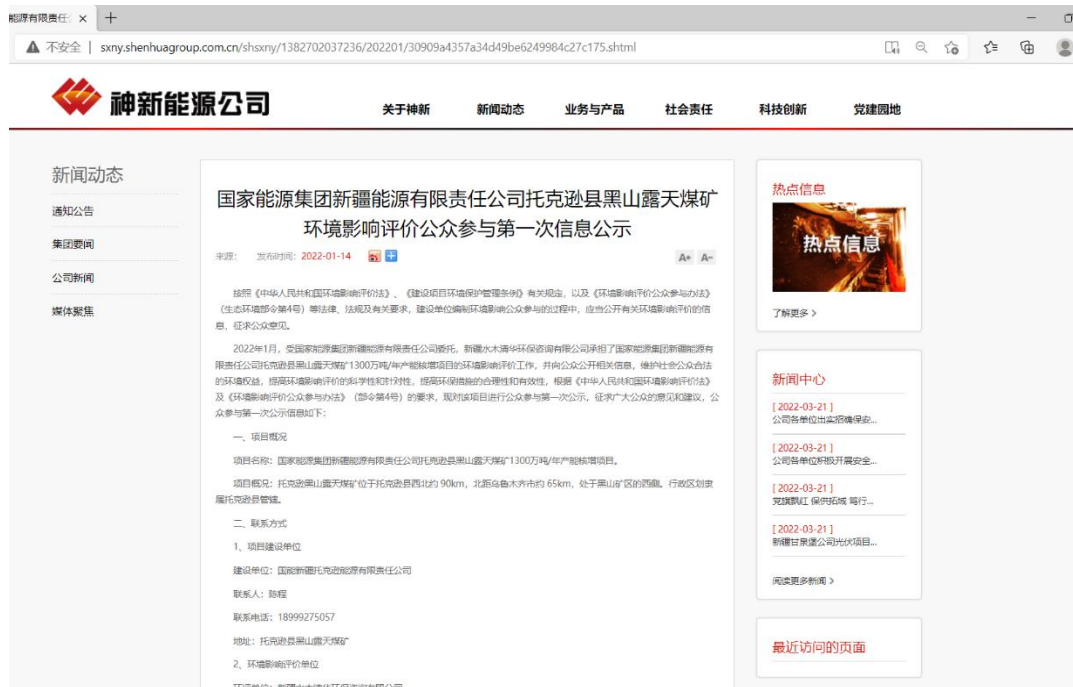 能源有限责任:
不安全 | sxny.shenhuagroup.com.cn/shsxny/1382702037236/202201/30909a4357a34d49be6249984c27c175.shtml
神新能源公司
关于神新 新闻动态 业务与产品 社会责任 科技创新 党建园地
新闻动态
通知公告
集团要闻
公司新闻
媒体聚焦
国家能源集团新疆能源有限责任公司托克逊县黑山露天煤矿
环境影响评价公众参与第一次信息公示
来源: 发布时间: 2022-01-14
A+ A-
按照《中华人民共和国环境影响评价法》、《建设项目环境保护管理条例》有关规定，以及《环境影响评价公众参与办法》
（生态环境部令第4号）等法律、法规及有关要求，建设单位编制环境影响公众参与的过程中，应当公开有关环境影响评价的信
息，征求公众意见。
2022年1月，受国家能源集团新疆能源有限责任公司委托，新疆水木清华环保咨询有限公司承担了国家能源集团新疆能源有
限责任公司托克逊县黑山露天煤矿1300万吨/年产能核增项目的环境影响评价工作，并向公众公开相关信息，维护社会公众合法
的环境权益，提高环境影响评价的科学性和针对性，提高环保措施的合理性和有效性，根据《中华人民共和国环境影响评价法》
及《环境影响评价公众参与办法》（部令第4号）的要求，现对该项目进行公众参与第一次公示，征求广大公众的意见和建议，公
众参与第一次公示信息如下：
一、项目概况
项目名称：国家能源集团新疆能源有限责任公司托克逊县黑山露天煤矿1300万吨/年产能核增项目。
项目概况：托克逊黑山露天煤矿位于托克逊县西北约 90km，北距乌鲁木齐市约 65km，处于黑山矿区的西侧。行政区划隶
属托克逊县管辖。
二、联系方式
1、项目建设单位
建设单位：国能新疆托克逊能源有限责任公司
联系人：陈程
联系电话：18999275057
地址：托克逊县黑山露天煤矿
2、环境影响评价单位
环评单位：新疆水木清华环保咨询有限公司
热点信息
热点信息
了解更多 >
新闻中心
[ 2022-03-21 ]
公司各单位出实招确保安...
[ 2022-03-21 ]
公司各单位积极开展安全...
[ 2022-03-21 ]
党旗飘红 保供拓城 笃行...
[ 2022-03-21 ]
新疆甘泉堡公司光伏项目...
阅读更多新闻 >
最近访问的页面